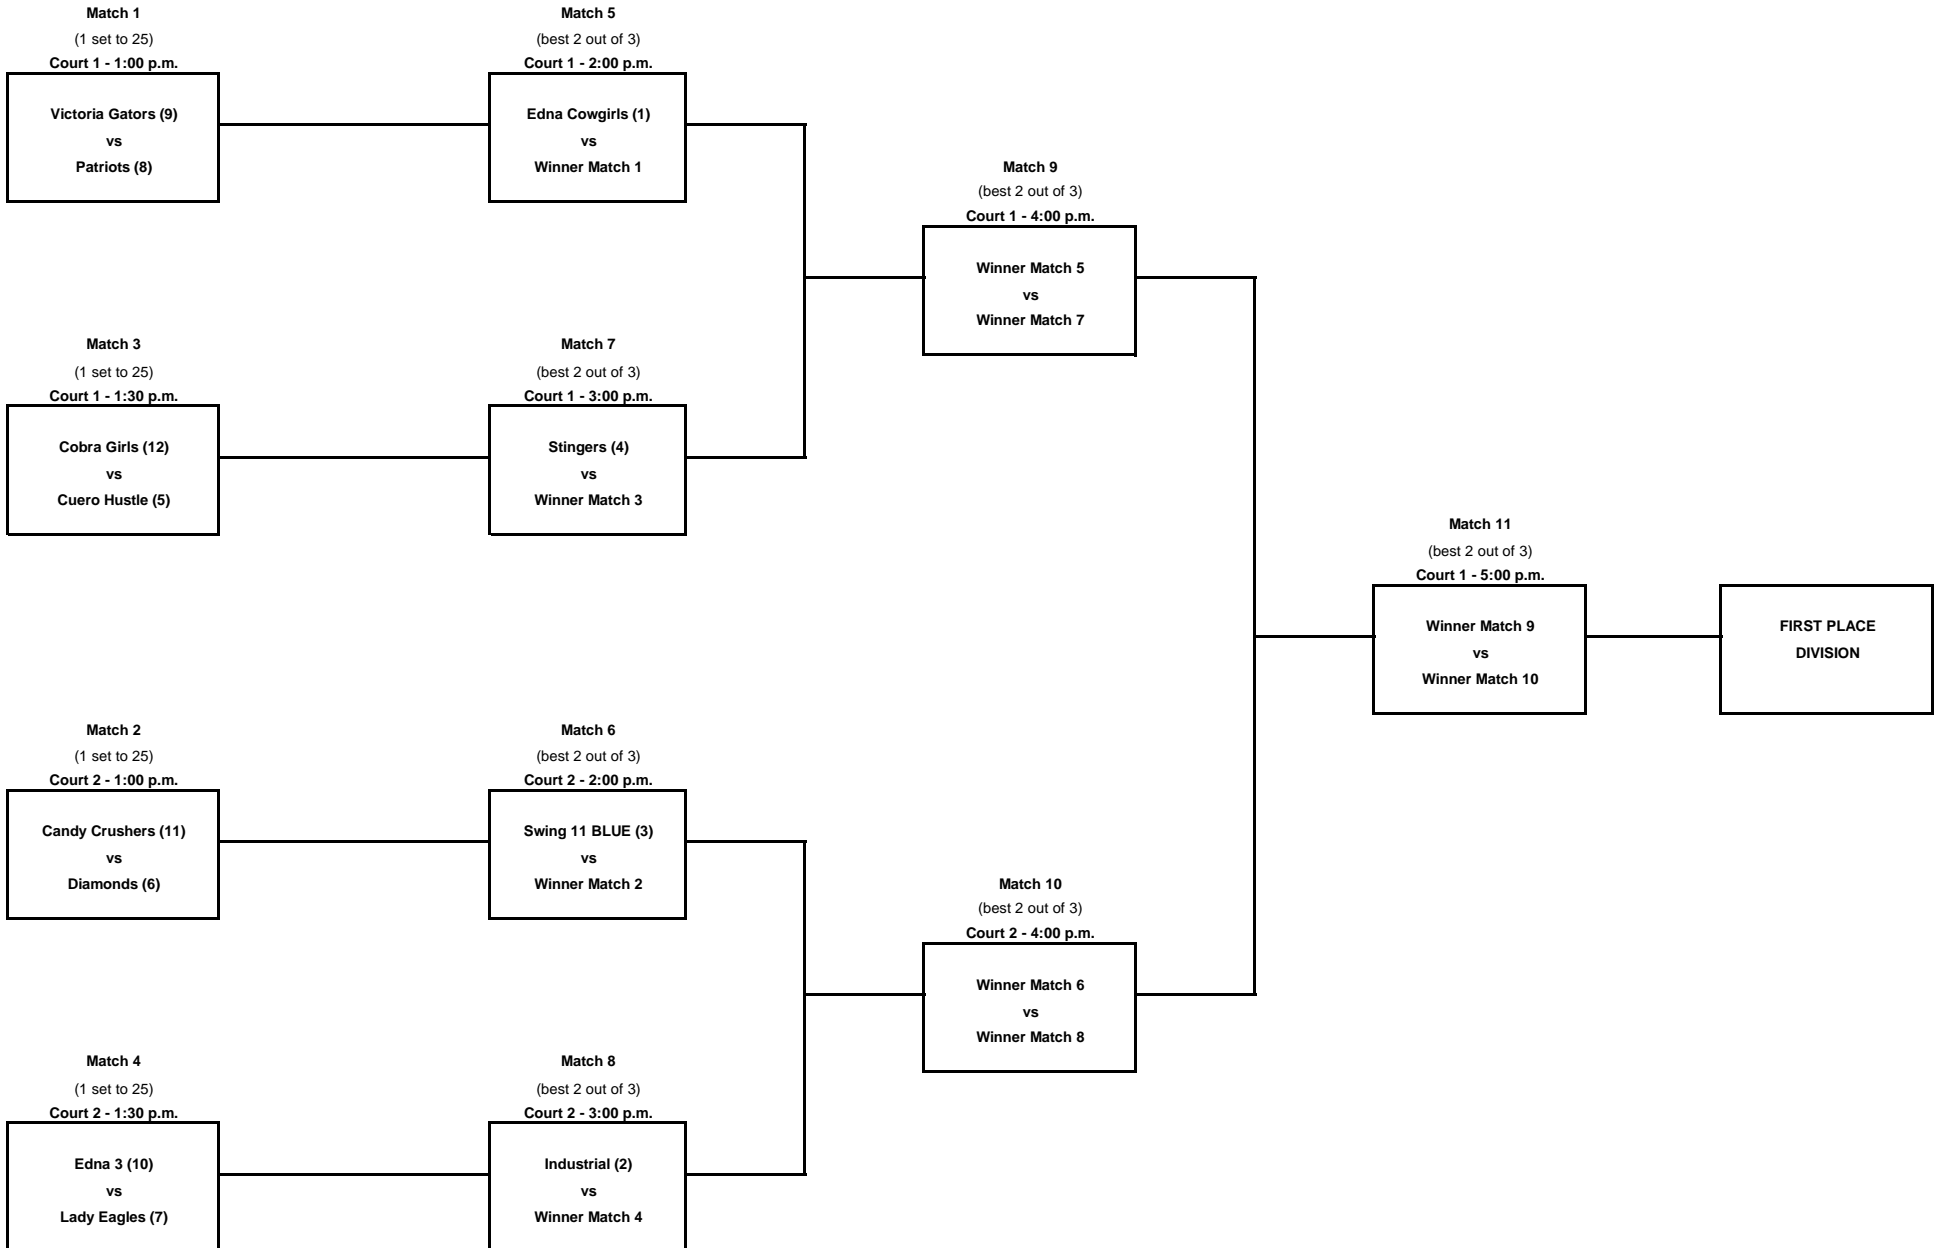 Match 1
(1 set to 25)
Court 1 - 1:00 p.m.
Victoria Gators (9)
vs
Patriots (8)
Match 5
(best 2 out of 3)
Court 1 - 2:00 p.m.
Edna Cowgirls (1)
vs
Winner Match 1
Match 9
(best 2 out of 3)
Court 1 - 4:00 p.m.
Winner Match 5
vs
Winner Match 7
Match 3
(1 set to 25)
Court 1 - 1:30 p.m.
Cobra Girls (12)
vs
Cuero Hustle (5)
Match 7
(best 2 out of 3)
Court 1 - 3:00 p.m.
Stingers (4)
vs
Winner Match 3
Match 11
(best 2 out of 3)
Court 1 - 5:00 p.m.
Winner Match 9
vs
Winner Match 10
FIRST PLACE
DIVISION
Match 2
(1 set to 25)
Court 2 - 1:00 p.m.
Candy Crushers (11)
vs
Diamonds (6)
Match 6
(best 2 out of 3)
Court 2 - 2:00 p.m.
Swing 11 BLUE (3)
vs
Winner Match 2
Match 10
(best 2 out of 3)
Court 2 - 4:00 p.m.
Winner Match 6
vs
Winner Match 8
Match 4
(1 set to 25)
Court 2 - 1:30 p.m.
Edna 3 (10)
vs
Lady Eagles (7)
Match 8
(best 2 out of 3)
Court 2 - 3:00 p.m.
Industrial (2)
vs
Winner Match 4